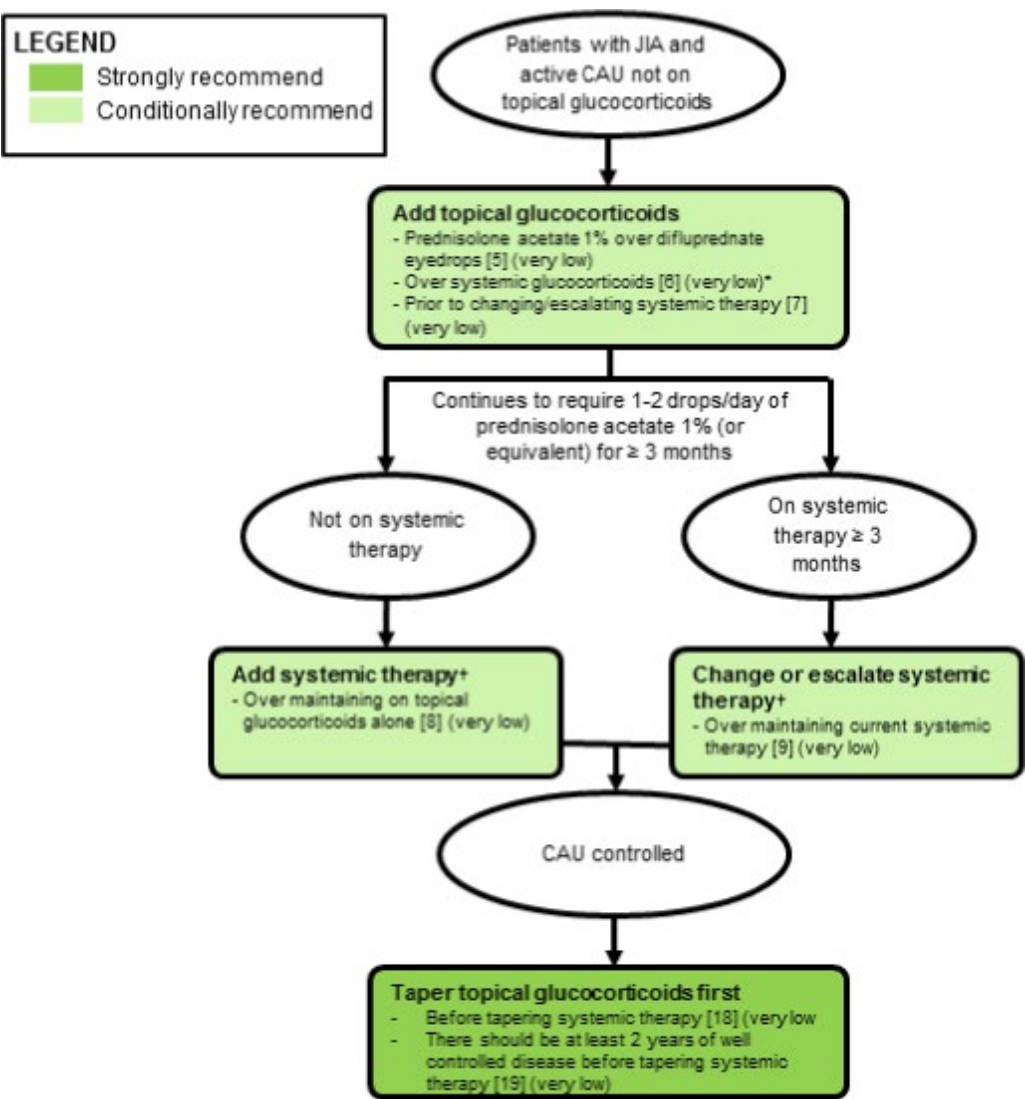 LEGEND
Strongly recommend
Conditionally recommend
Patients with JIA and
active CAU not on
topical glucocorticoids
Add topical glucocorticoids
- Prednisolone acetate 1% over difluprednate
eyedrops [5] (very low)
- Over systemic glucocorticoids [6] (very low)*
- Prior to changing/escalating systemic therapy [7]
(very low)
Continues to require 1-2 drops/day of
prednisolone acetate 1% (or
equivalent) for ≥ 3 months
Not on systemic
therapy
On systemic
therapy ≥ 3
months
Add systemic therapy+
- Over maintaining on topical
glucocorticoids alone [8] (very low)
Change or escalate systemic
therapy+
- Over maintaining current systemic
therapy [9] (very low)
CAU controlled
Taper topical glucocorticoids first
- Before tapering systemic therapy [18] (very low
- There should be at least 2 years of well
controlled disease before tapering systemic
therapy [19] (very low)